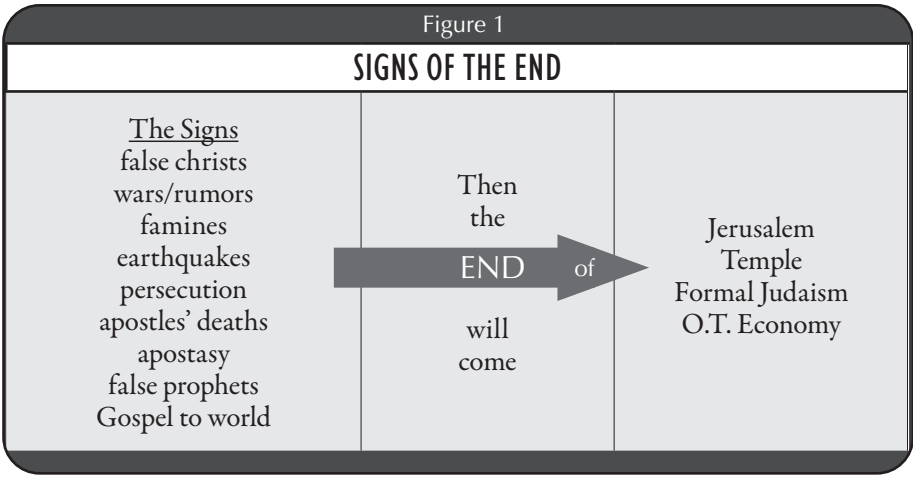 Figure 1
SIGNS OF THE END
The Signs
false christs
wars/rumors
famines
earthquakes
persecution
apostles’ deaths
apostasy
false prophets
Gospel to world
Then
the
END of
will
come
Jerusalem
Temple
Formal Judaism
O.T. Economy